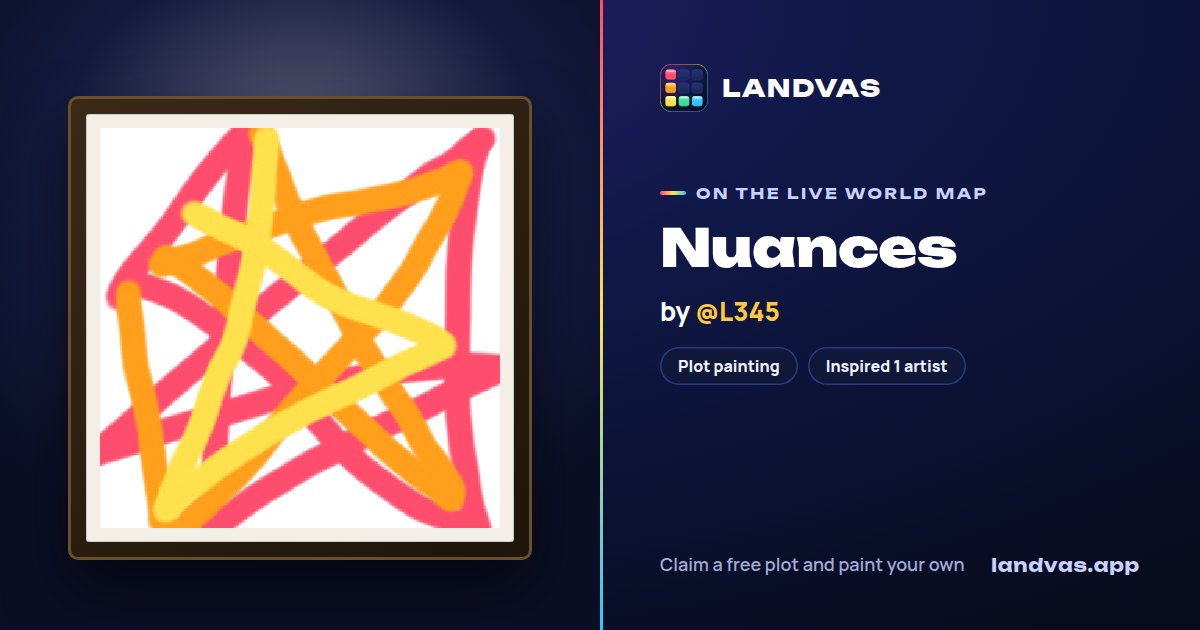 LANDVAS
ON THE LIVE WORLD MAP
Nuances
by @L345
Plot painting
Inspired 1 artist
Claim a free plot and paint your own
landvas.app